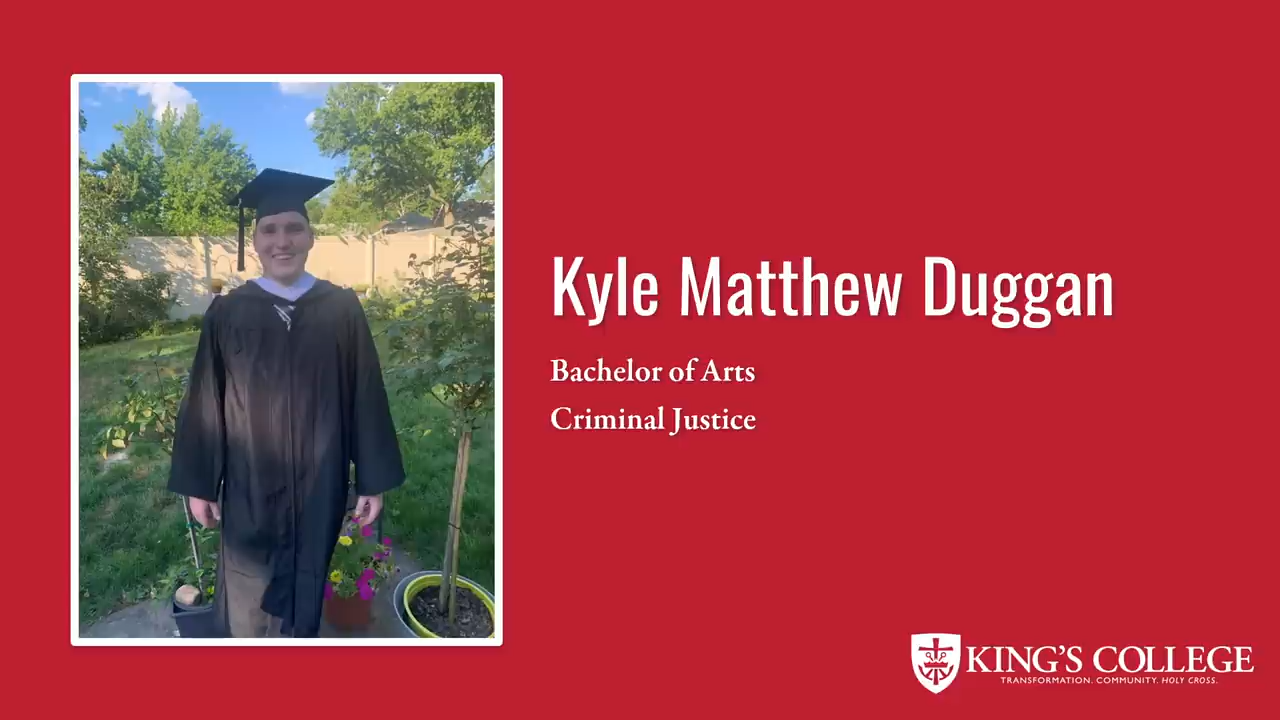 Kyle Matthew Duggan
Bachelor of Arts
Criminal Justice
KING'S COLLEGE
TRANSFORMATION. COMMUNITY. HOLY CROSS.